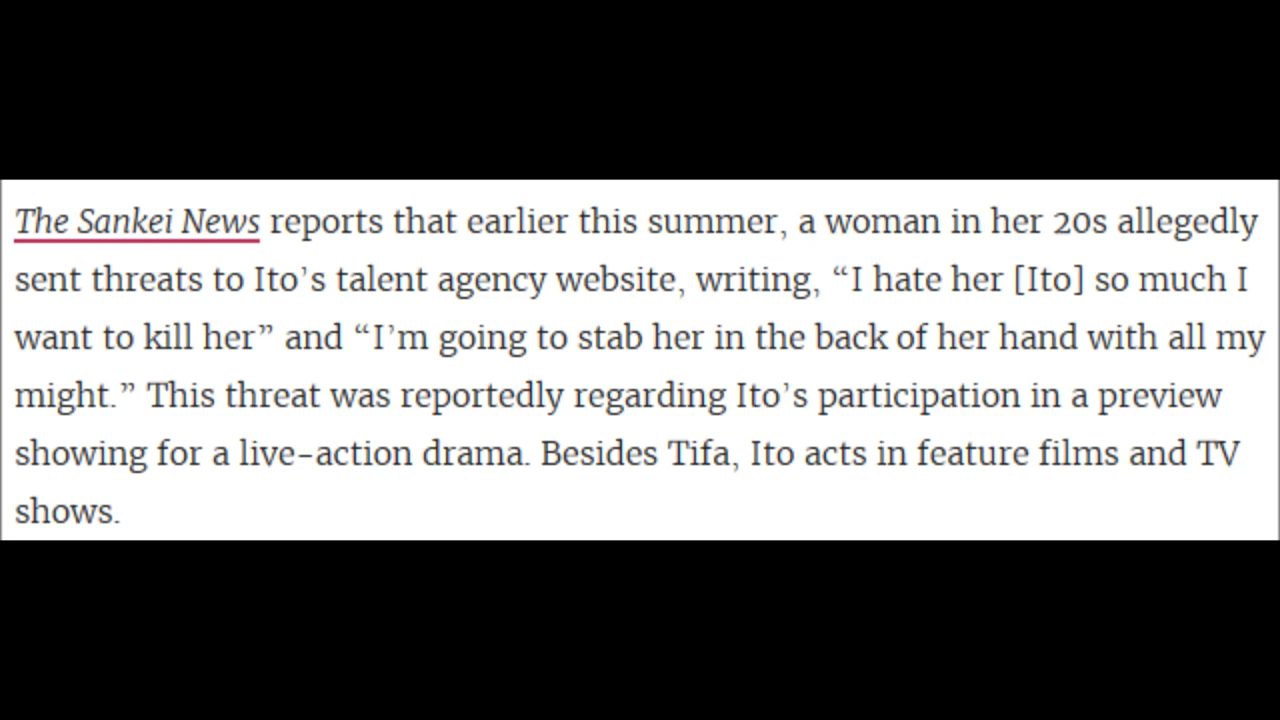 The Sankei News reports that earlier this summer, a woman in her 20s allegedly
sent threats to Ito’s talent agency website, writing, “I hate her [Ito] so much I
want to kill her” and “I’m going to stab her in the back of her hand with all my
might.” This threat was reportedly regarding Ito’s participation in a preview
showing for a live-action drama. Besides Tifa, Ito acts in feature films and TV
shows.